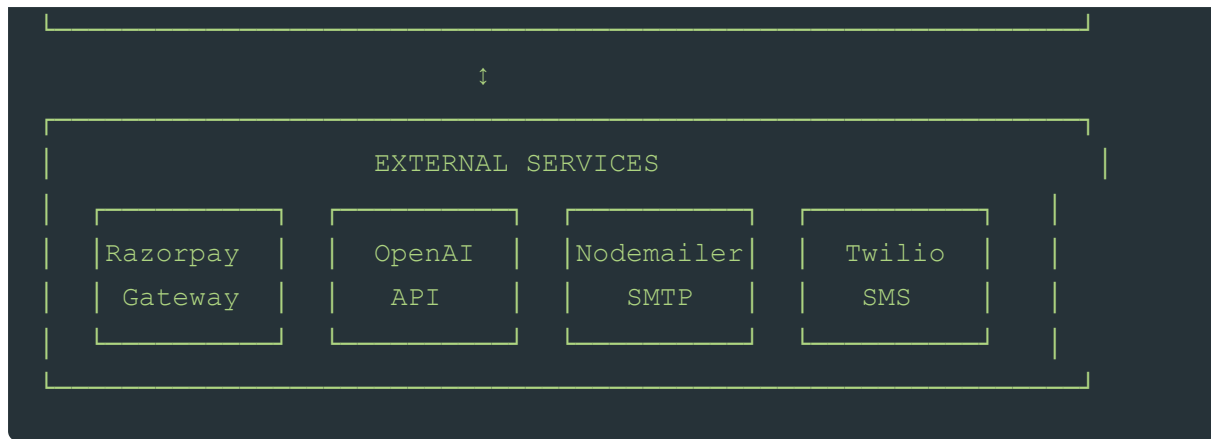 ↕
EXTERNAL SERVICES
Razorpay OpenAI Nodemailer Twilio
Gateway API SMTP SMS